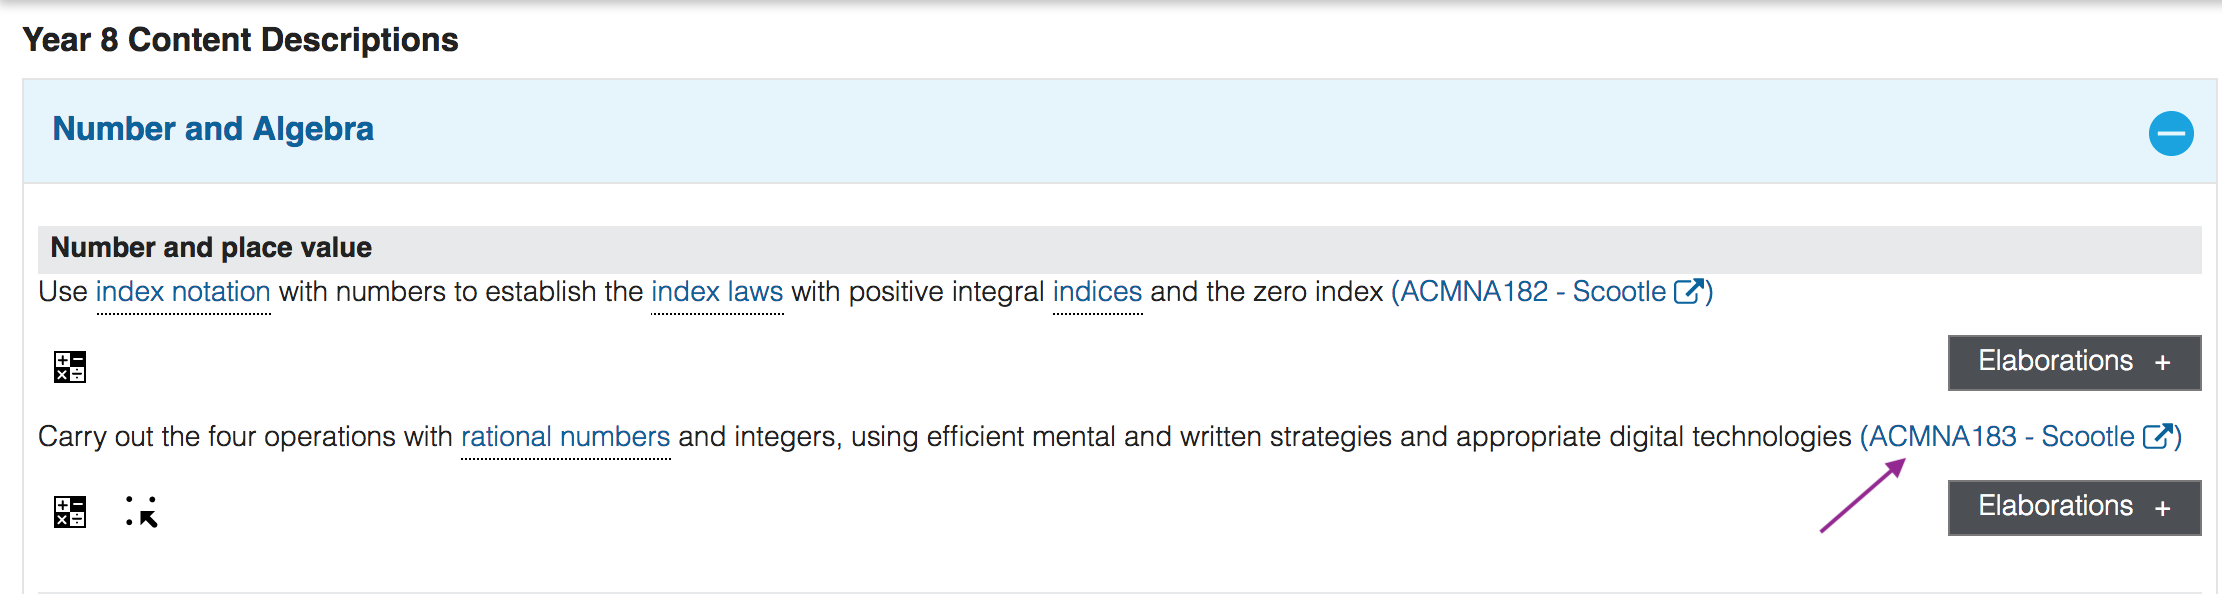 Year 8 Content Descriptions
Number and Algebra
Number and place value
Use index notation with numbers to establish the index laws with positive integral indices and the zero index (ACMNA182 - Scootle )
Elaborations +
Carry out the four operations with rational numbers and integers, using efficient mental and written strategies and appropriate digital technologies (ACMNA183 - Scootle )
Elaborations +